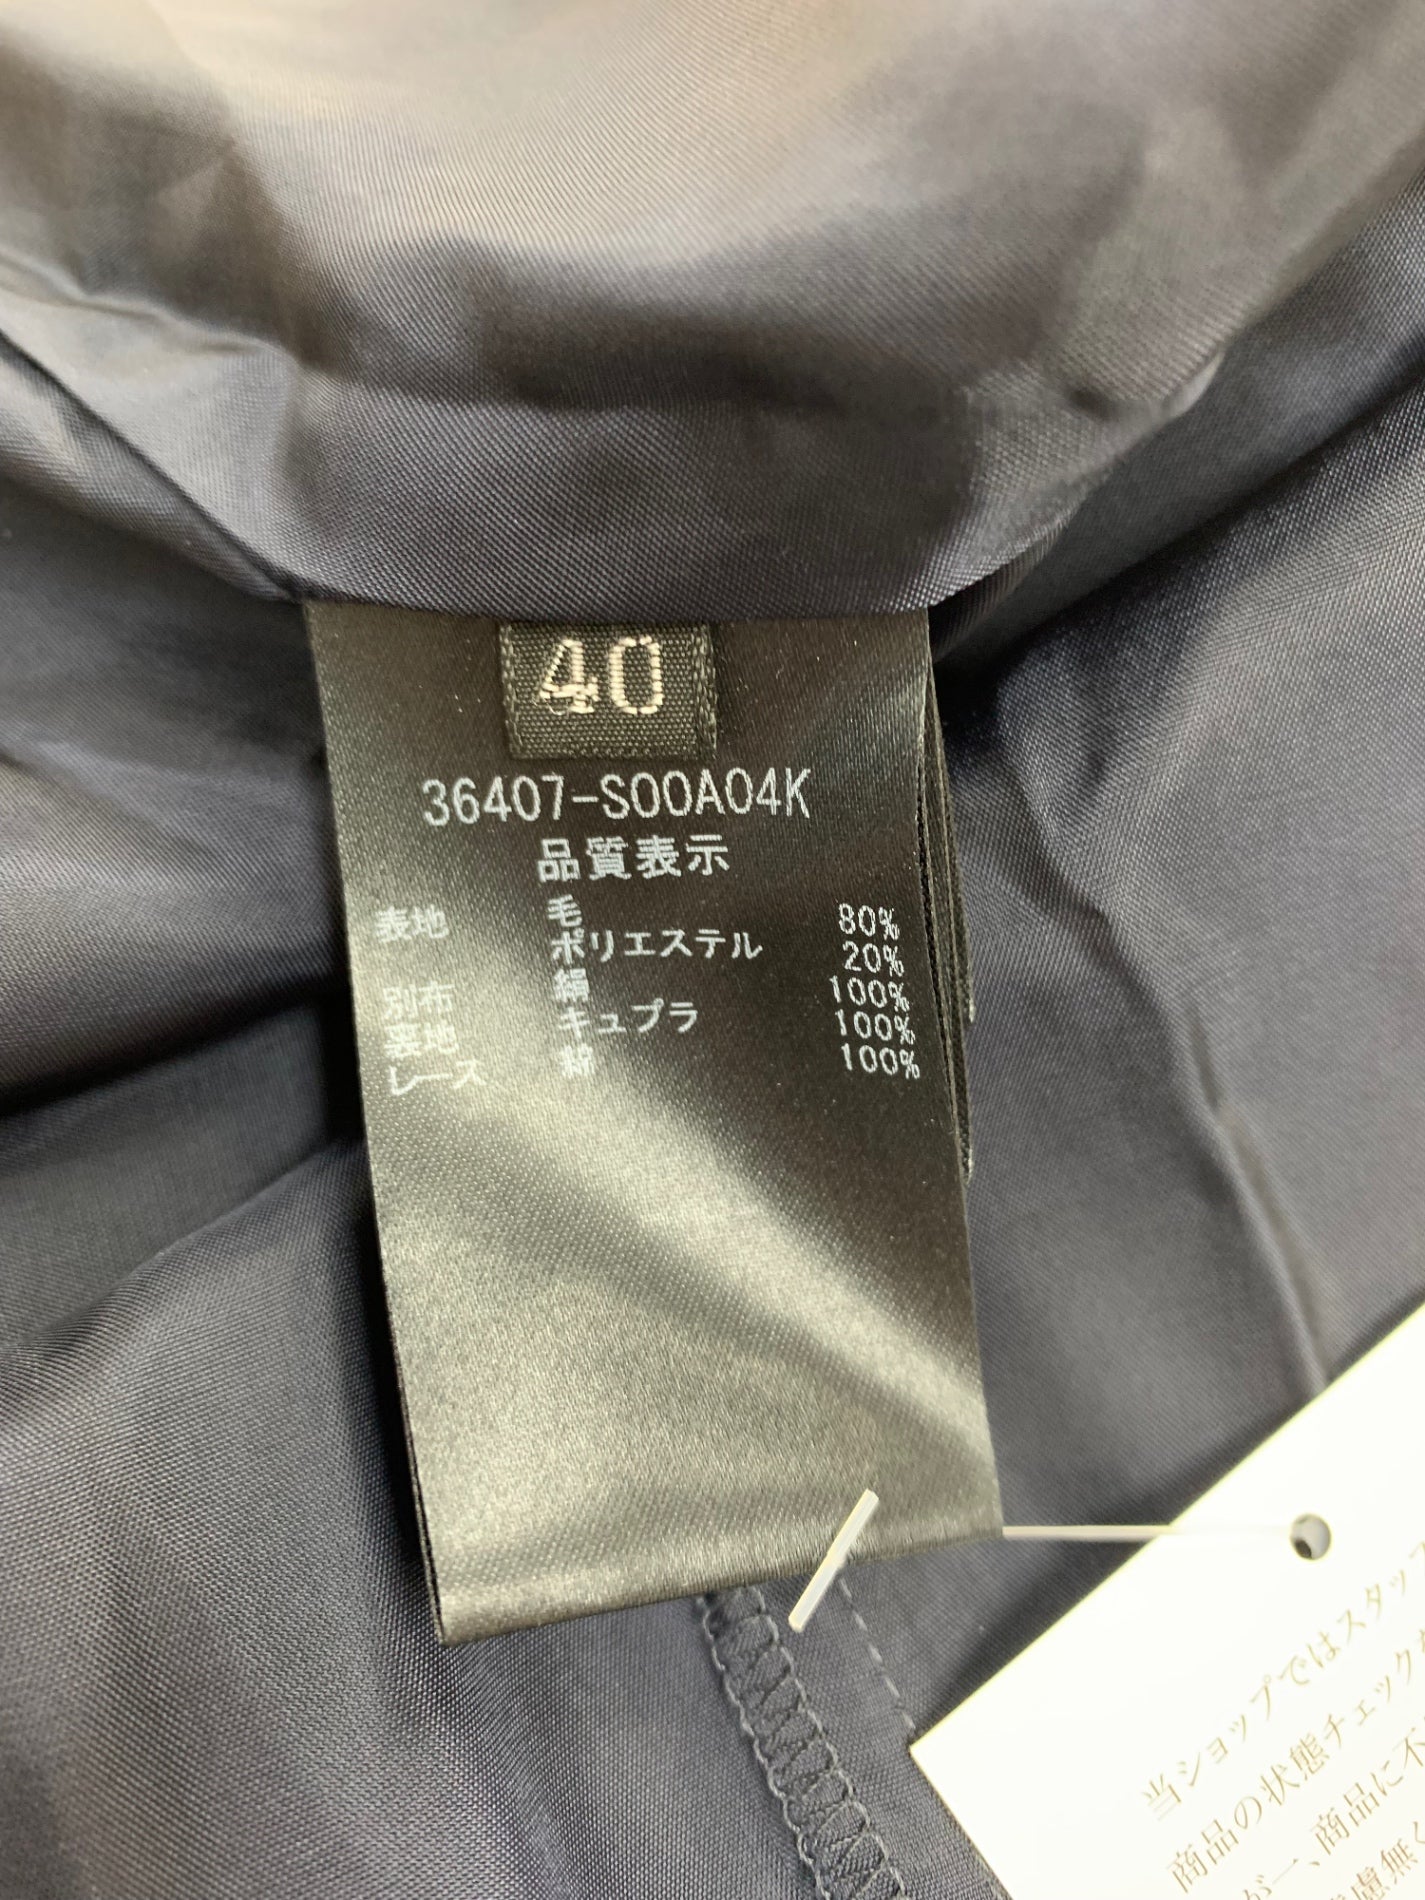 40
36407-S00A04K
品質表示
表地 毛 80%
ポリエステル 20%
別布 絹 100%
裏地 キュプラ 100%
レース 綿 100%
当ショップではスタッフ
商品の状態チェック
が一、商品に不
慮無く